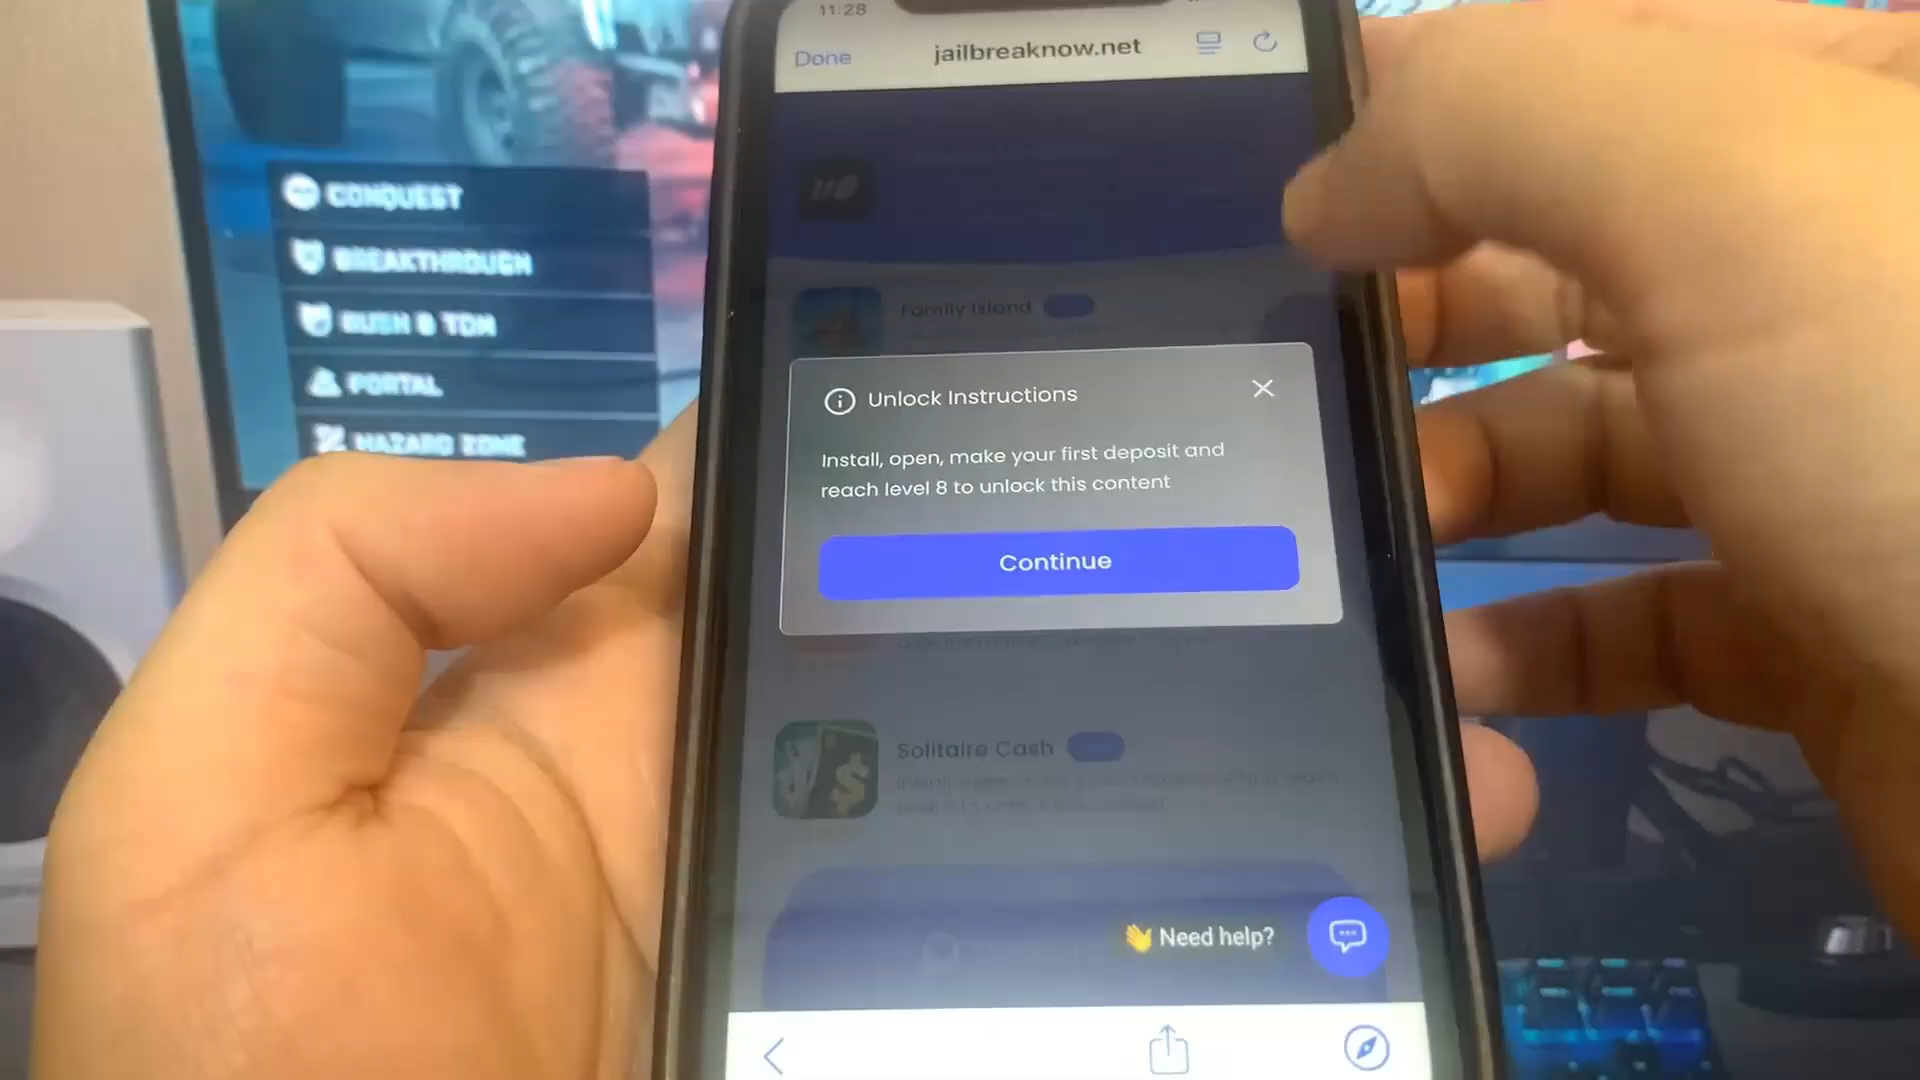 11:28
Done
jailbreaknow.net
CONQUEST
BREAKTHROUGH
RUSH & TDM
PORTAL
HAZARD ZONE
Family Island
Unlock Instructions
Install, open, make your first deposit and
reach level 8 to unlock this content
Continue
Solitaire Cash
👋 Need help?